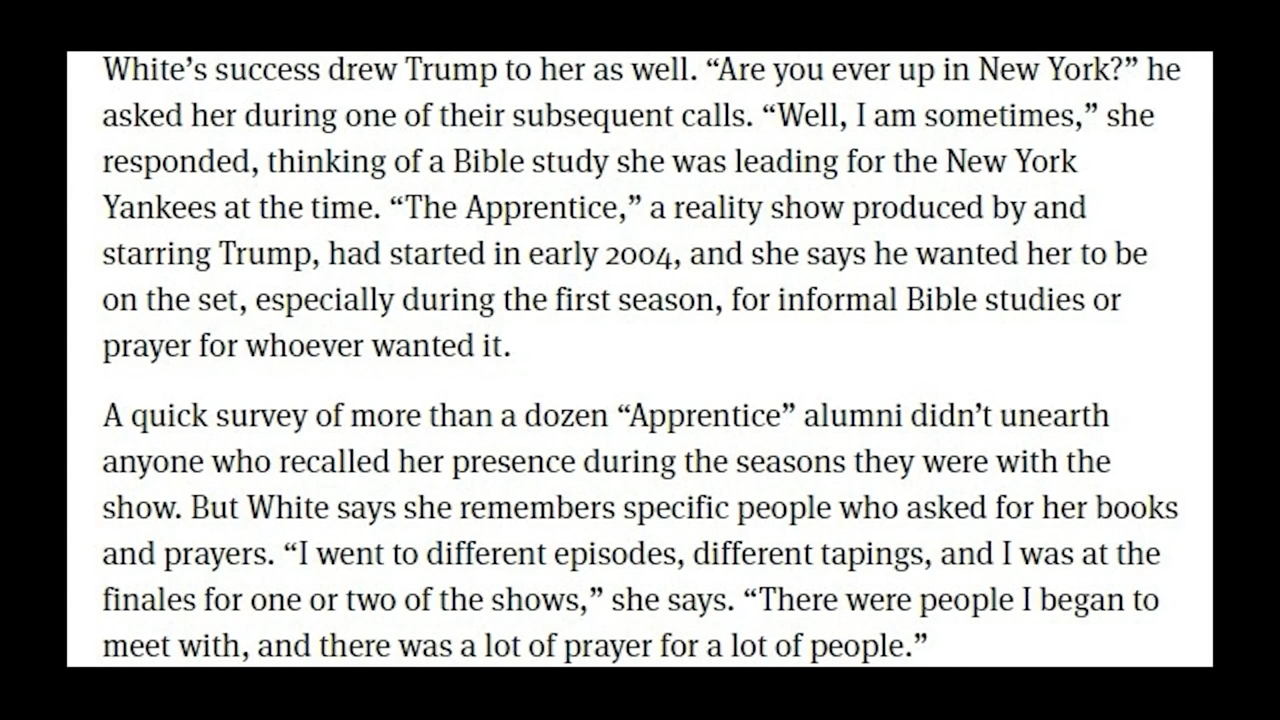 White’s success drew Trump to her as well. “Are you ever up in New York?” he
asked her during one of their subsequent calls. “Well, I am sometimes,” she
responded, thinking of a Bible study she was leading for the New York
Yankees at the time. “The Apprentice,” a reality show produced by and
starring Trump, had started in early 2004, and she says he wanted her to be
on the set, especially during the first season, for informal Bible studies or
prayer for whoever wanted it.
A quick survey of more than a dozen “Apprentice” alumni didn’t unearth
anyone who recalled her presence during the seasons they were with the
show. But White says she remembers specific people who asked for her books
and prayers. “I went to different episodes, different tapings, and I was at the
finales for one or two of the shows,” she says. “There were people I began to
meet with, and there was a lot of prayer for a lot of people.”